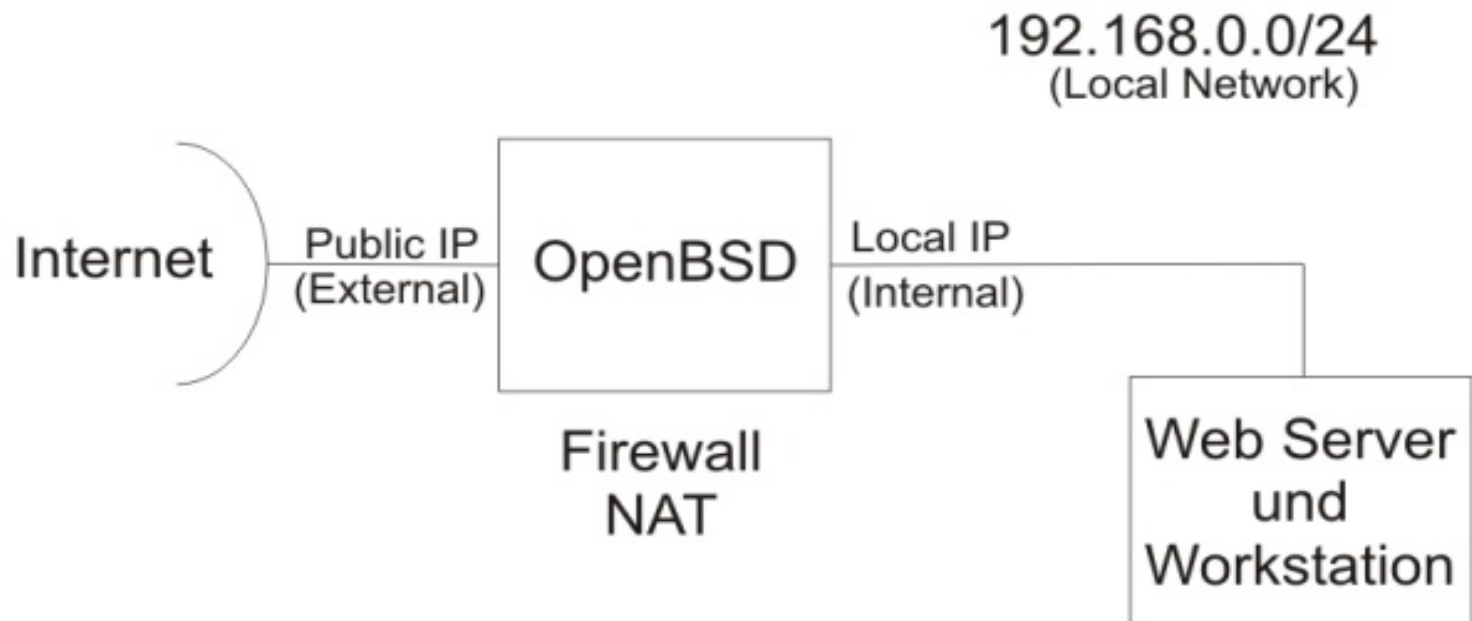 192.168.0.0/24
(Local Network)
Internet
Public IP
(External)
OpenBSD
Local IP
(Internal)
Firewall
NAT
Web Server
und
Workstation